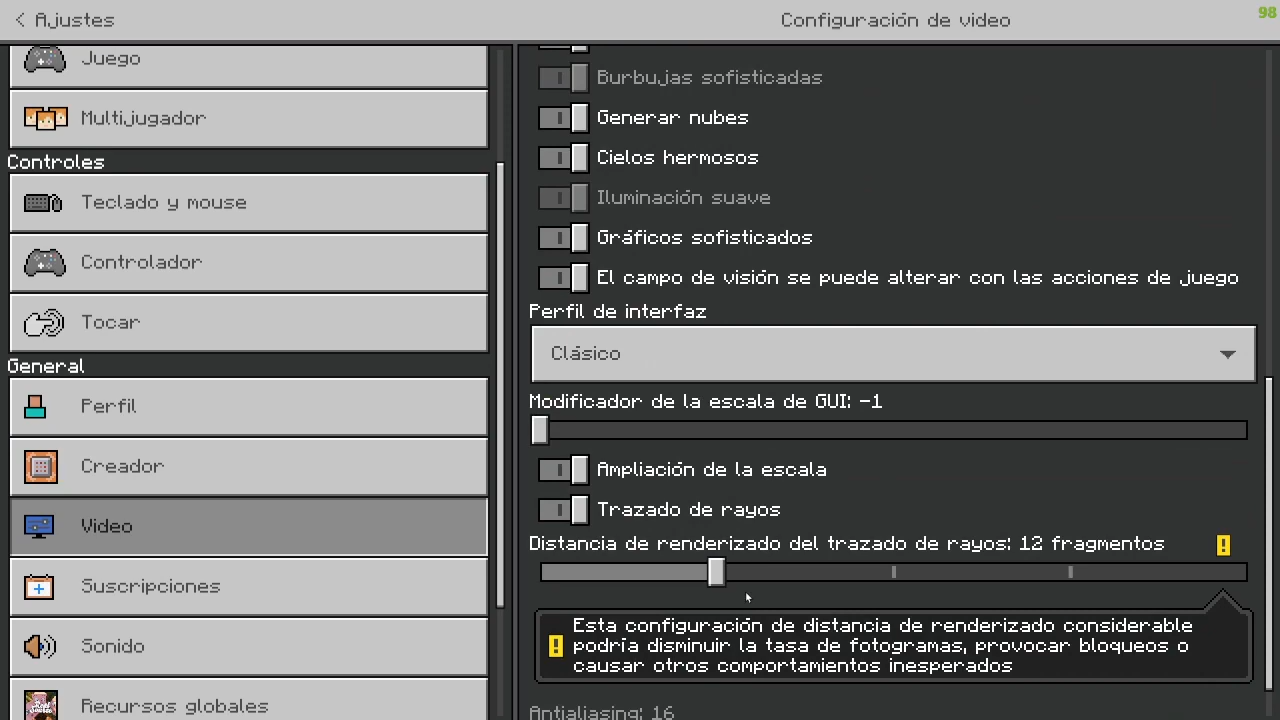 Ajustes
Configuración de video
98
Juego
Multijugador
Controles
Teclado y mouse
Controlador
Tocar
General
Perfil
Creador
Video
Suscripciones
Sonido
Recursos globales
Burbujas sofisticadas
Generar nubes
Cielos hermosos
Iluminación suave
Gráficos sofisticados
El campo de visión se puede alterar con las acciones de juego
Perfil de interfaz
Clásico
Modificador de la escala de GUI: -1
Ampliación de la escala
Trazado de rayos
Distancia de renderizado del trazado de rayos: 12 fragmentos
Esta configuración de distancia de renderizado considerable
podría disminuir la tasa de fotogramas, provocar bloqueos o
causar otros comportamientos inesperados
Antialiasing: 16